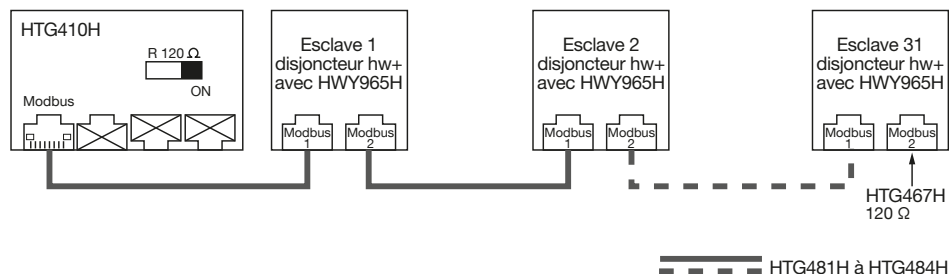 HTG410H
R 120 Ω
ON
Modbus
Esclave 1
disjoncteur hw+
avec HWY965H
Modbus
1
Modbus
2
Esclave 2
disjoncteur hw+
avec HWY965H
Modbus
1
Modbus
2
Esclave 31
disjoncteur hw+
avec HWY965H
Modbus
1
Modbus
2
HTG467H
120 Ω
HTG481H à HTG484H